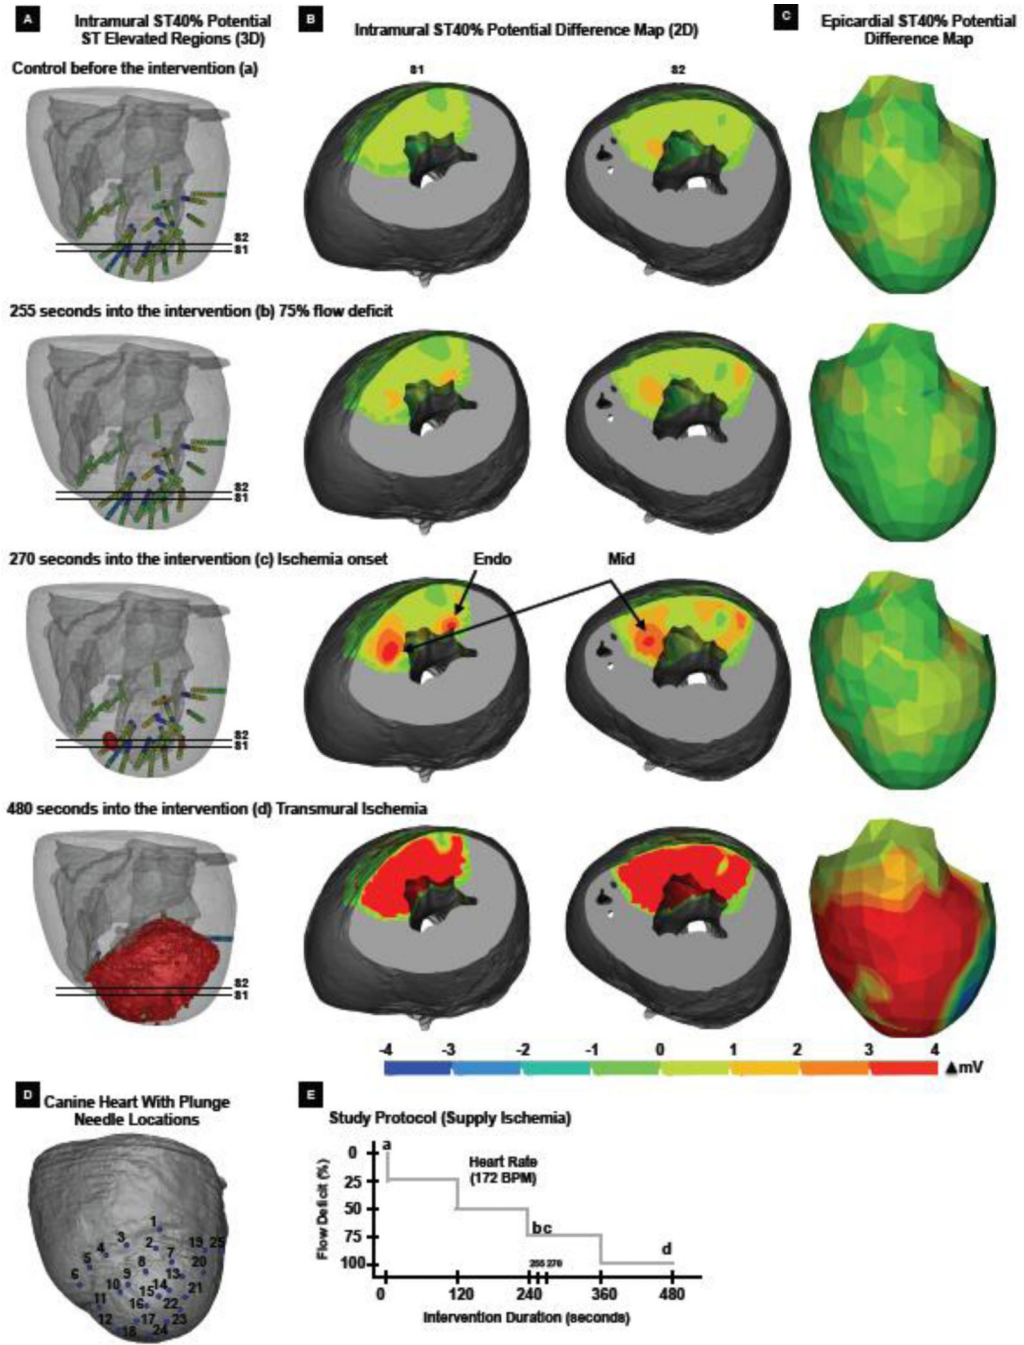 A
Intramural ST40% Potential
ST Elevated Regions (3D)
B
Intramural ST40% Potential Difference Map (2D)
C
Epicardial ST40% Potential
Difference Map
Control before the intervention (a)
S1
S2
S2
S1
255 seconds into the intervention (b) 75% flow deficit
S2
S1
270 seconds into the intervention (c) Ischemia onset
Endo
Mid
S2
S1
480 seconds into the intervention (d) Transmural Ischemia
S2
S1
-4 -3 -2 -1 0 1 2 3 4
▲mV
D
Canine Heart With Plunge
Needle Locations
1
2
3
4
5
6
7
8
9
10
11
12
13
14
15
16
17
18
19
20
21
22
23
24
25
E
Study Protocol (Supply Ischemia)
Flow Deficit (%)
0
25
50
75
100
a
Heart Rate
(172 BPM)
bc
d
255 270
0 120 240 360 480
Intervention Duration (seconds)